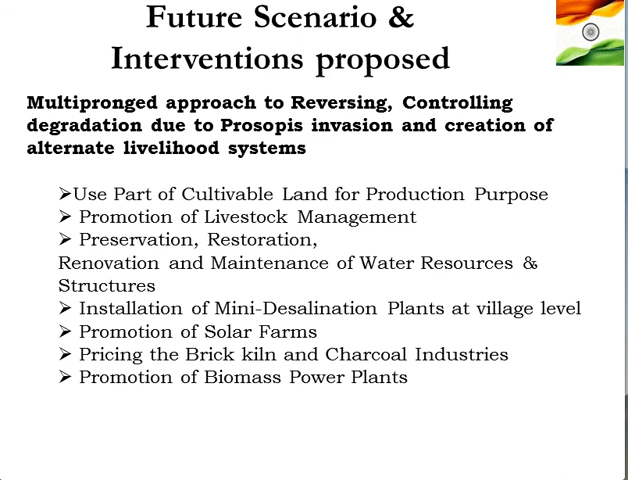 Future Scenario &
Interventions proposed
Multipronged approach to Reversing, Controlling
degradation due to Prosopis invasion and creation of
alternate livelihood systems
➢Use Part of Cultivable Land for Production Purpose
➢ Promotion of Livestock Management
➢ Preservation, Restoration,
Renovation and Maintenance of Water Resources &
Structures
➢ Installation of Mini-Desalination Plants at village level
➢ Promotion of Solar Farms
➢ Pricing the Brick kiln and Charcoal Industries
➢ Promotion of Biomass Power Plants